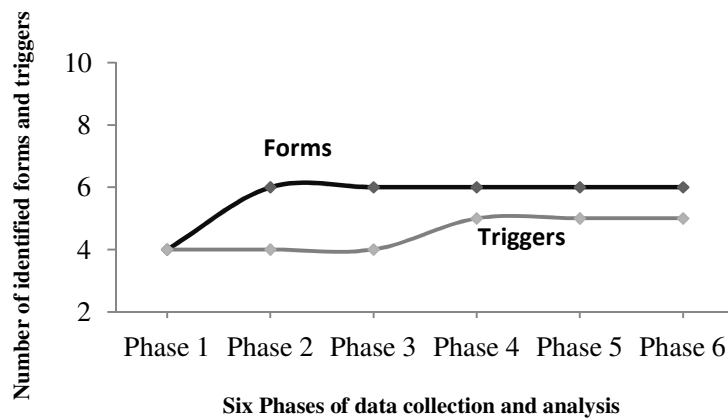 Number of identified forms and triggers
10
8
6
4
2
Forms
Triggers
Phase 1 Phase 2 Phase 3 Phase 4 Phase 5 Phase 6
Six Phases of data collection and analysis